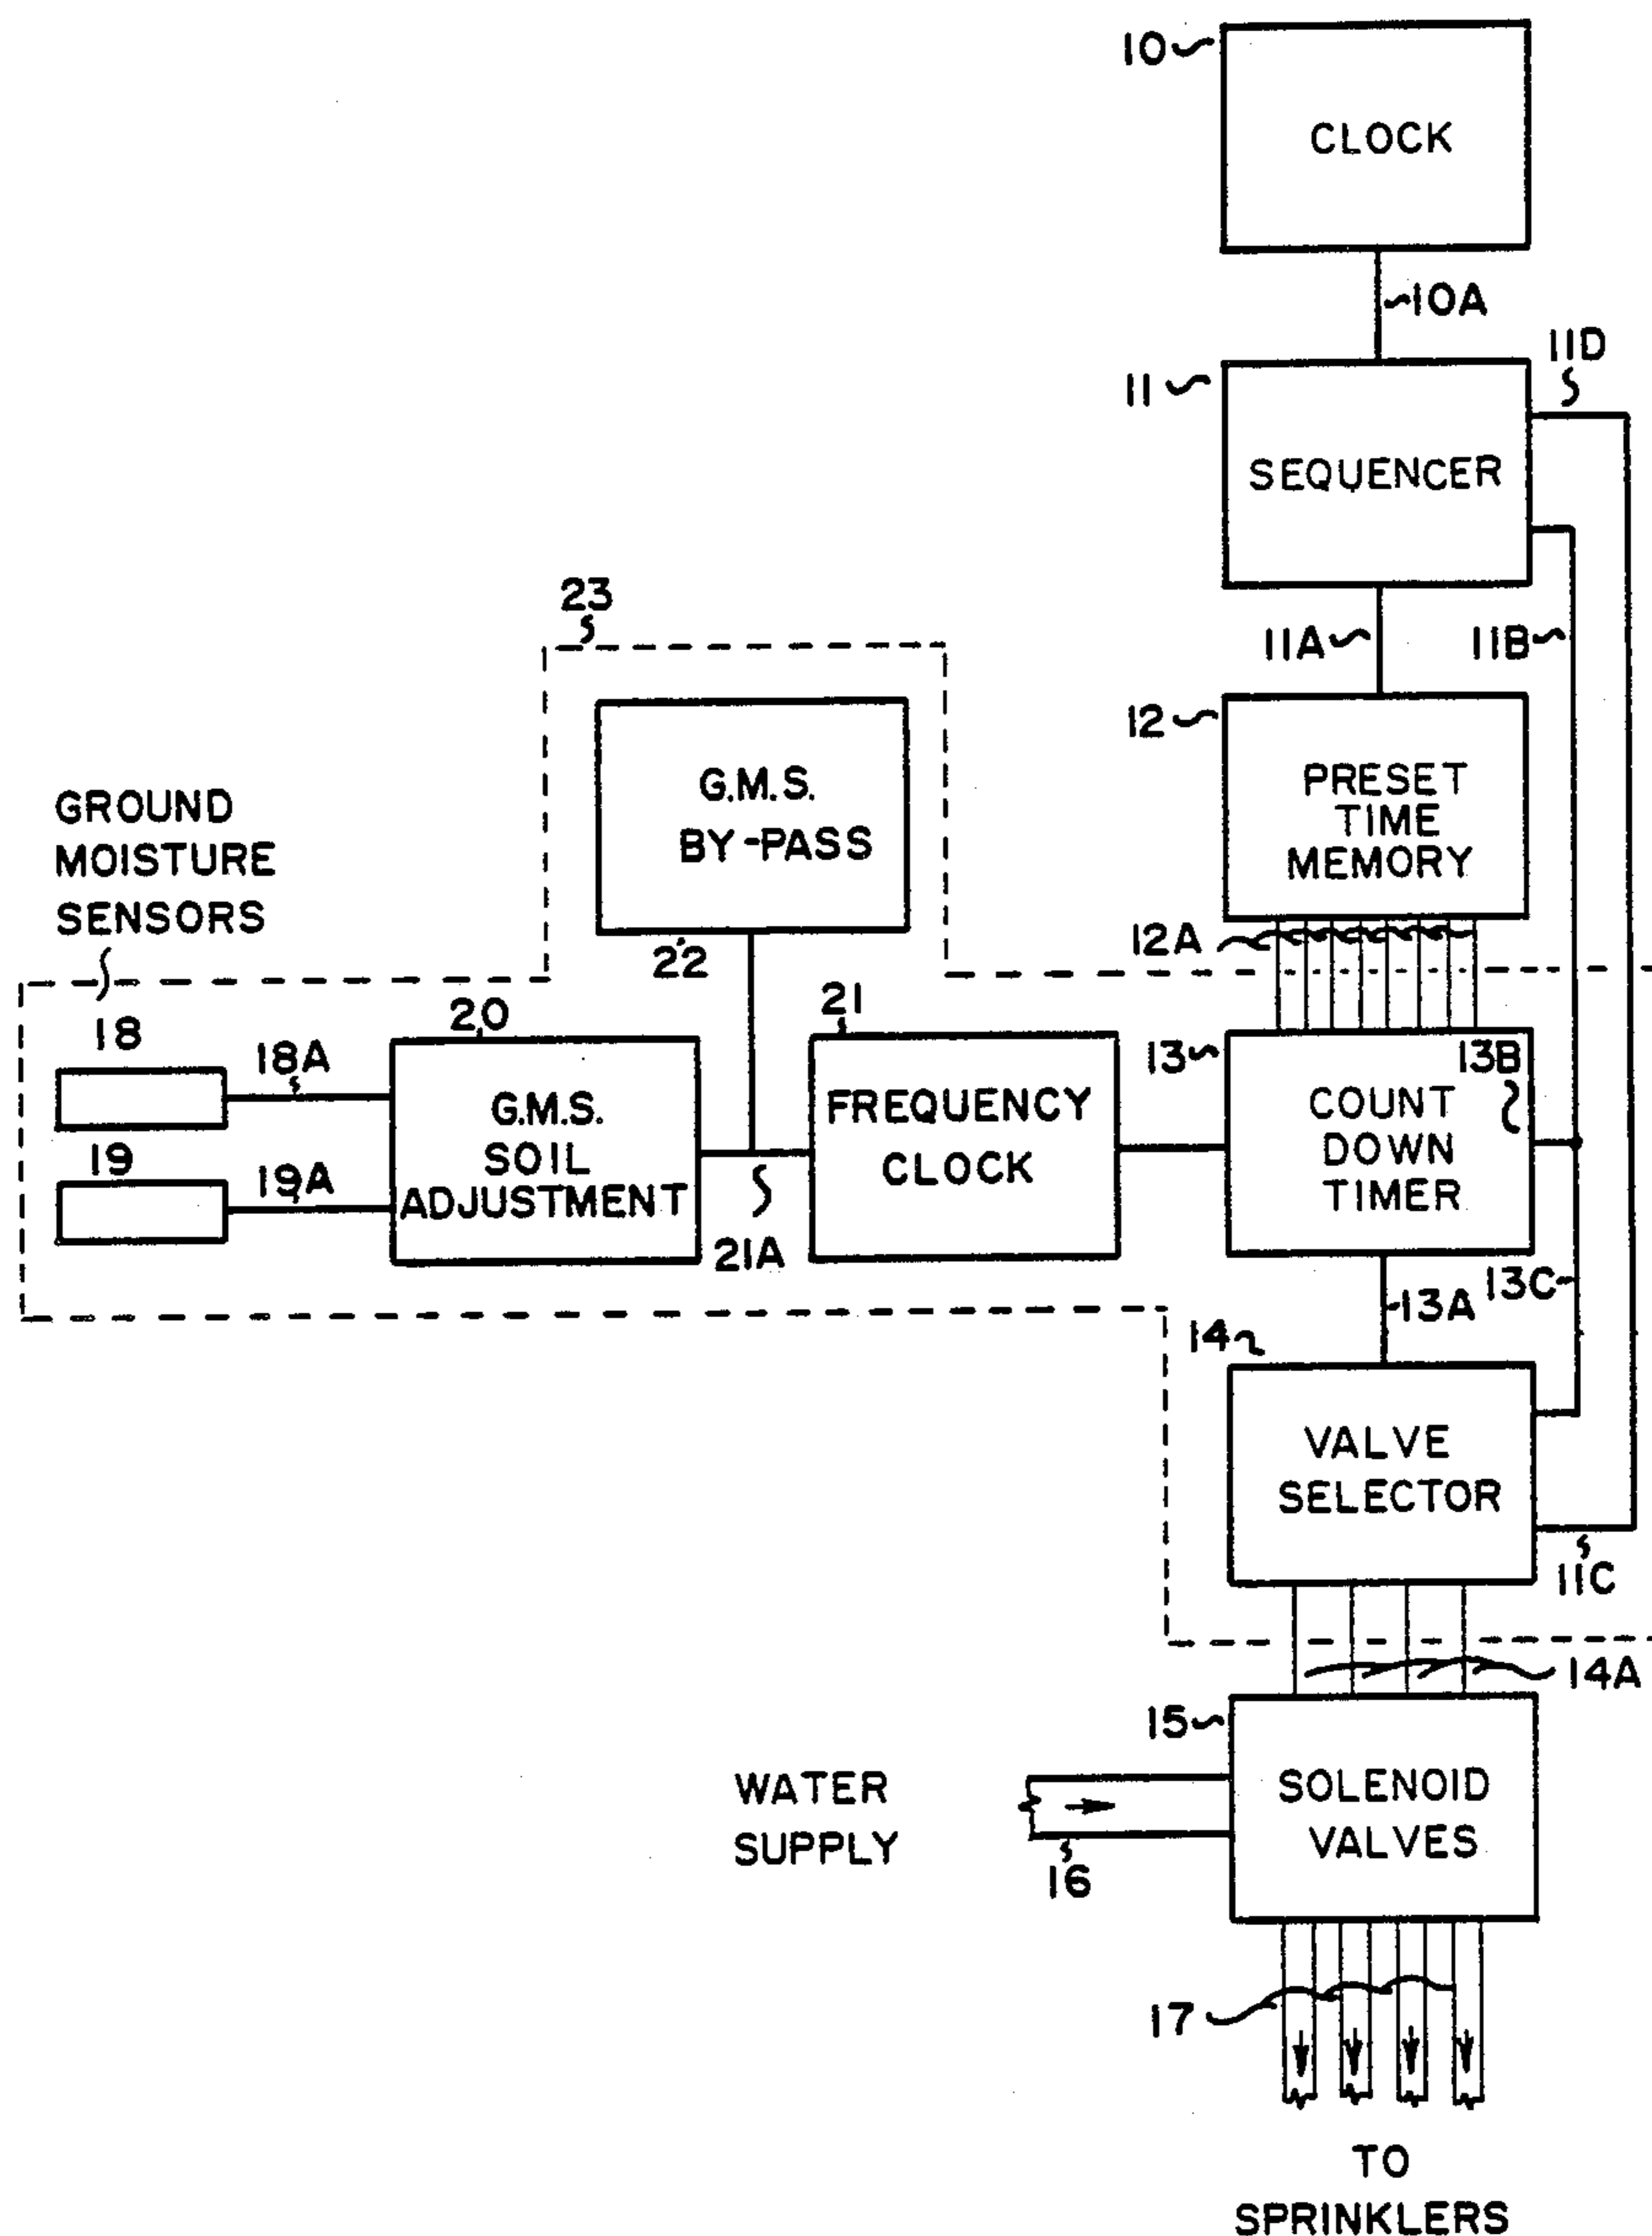 10
CLOCK
10A
11D
11
SEQUENCER
23
11A
11B
12
G.M.S.
BY-PASS
PRESET
TIME
MEMORY
GROUND
MOISTURE
SENSORS
22
12A
18
20
21
13
13B
18A
G.M.S.
SOIL
ADJUSTMENT
FREQUENCY
CLOCK
COUNT
DOWN
TIMER
19
19A
21A
13A
13C
14
VALVE
SELECTOR
11C
14A
15
WATER
SUPPLY
SOLENOID
VALVES
16
17
TO
SPRINKLERS